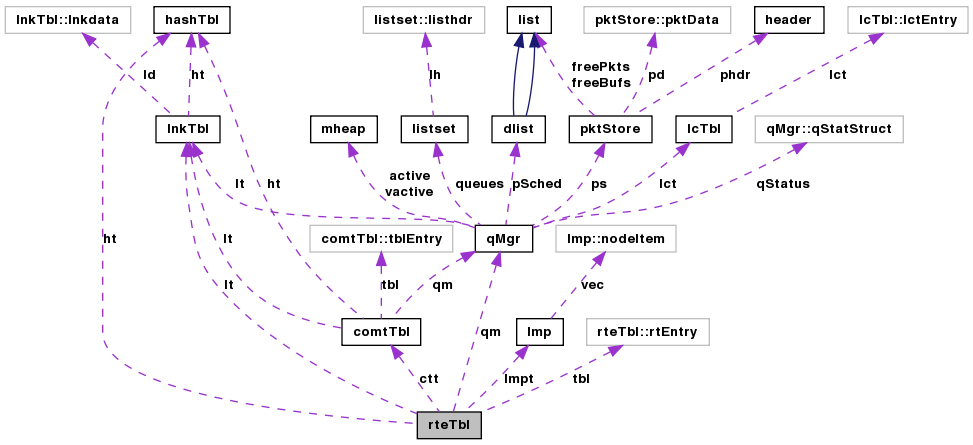 lnkTbl::lnkdata
hashTbl
listset::listhdr
list
pktStore::pktData
header
lcTbl::lctEntry
ld
ht
lh
freePkts
freeBufs
pd
phdr
lct
lnkTbl
mheap
listset
dlist
pktStore
lcTbl
qMgr::qStatStruct
lt
ht
active
vactive
queues
pSched
ps
lct
qStatus
ht
lt
comtTbl::tblEntry
qMgr
lmp::nodeItem
lt
tbl
qm
vec
comtTbl
qm
lmp
rteTbl::rtEntry
ctt
lmpt
tbl
rteTbl